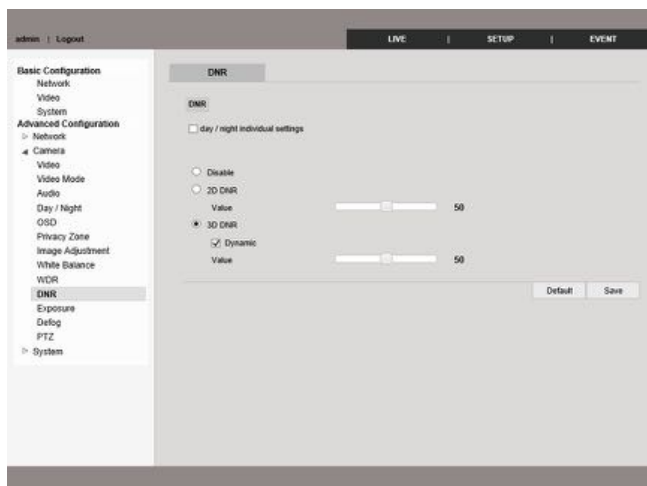 admin | Logout
LIVE | SETUP | EVENT
Basic Configuration
Network
Video
System
Advanced Configuration
Network
Camera
Video
Video Mode
Audio
Day / Night
OSD
Privacy Zone
Image Adjustment
White Balance
WDR
DNR
Exposure
Defog
PTZ
System
DNR
DNR
day / night individual settings
Disable
2D DNR
Value 50
3D DNR
Dynamic
Value 50
Default Save